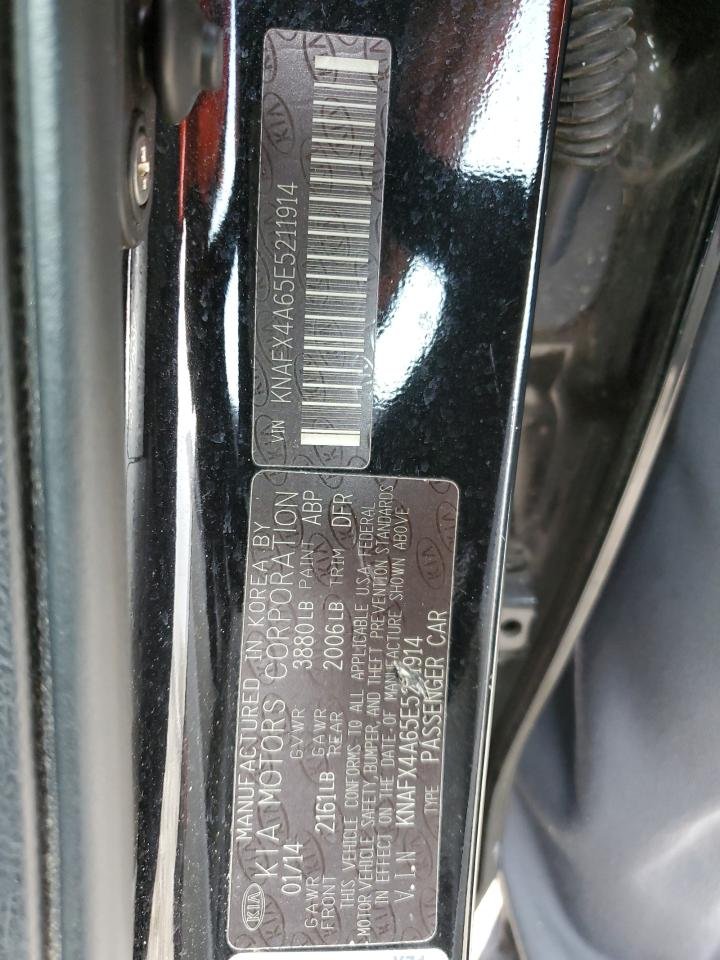 VIN KNAFX4A65E5211914
MANUFACTURED IN KOREA BY
KIA MOTORS CORPORATION
01/14 GVWR 3880LB PAINT ABP
GAWR FRONT 2161LB GAWR REAR 2006LB TRIM DFR
THIS VEHICLE CONFORMS TO ALL APPLICABLE U.S.A. FEDERAL
MOTOR VEHICLE SAFETY, BUMPER, AND THEFT PREVENTION STANDARDS
IN EFFECT ON THE DATE OF MANUFACTURE SHOWN ABOVE
V.I.N KNAFX4A65E5211914
TYPE PASSENGER CAR
KIA